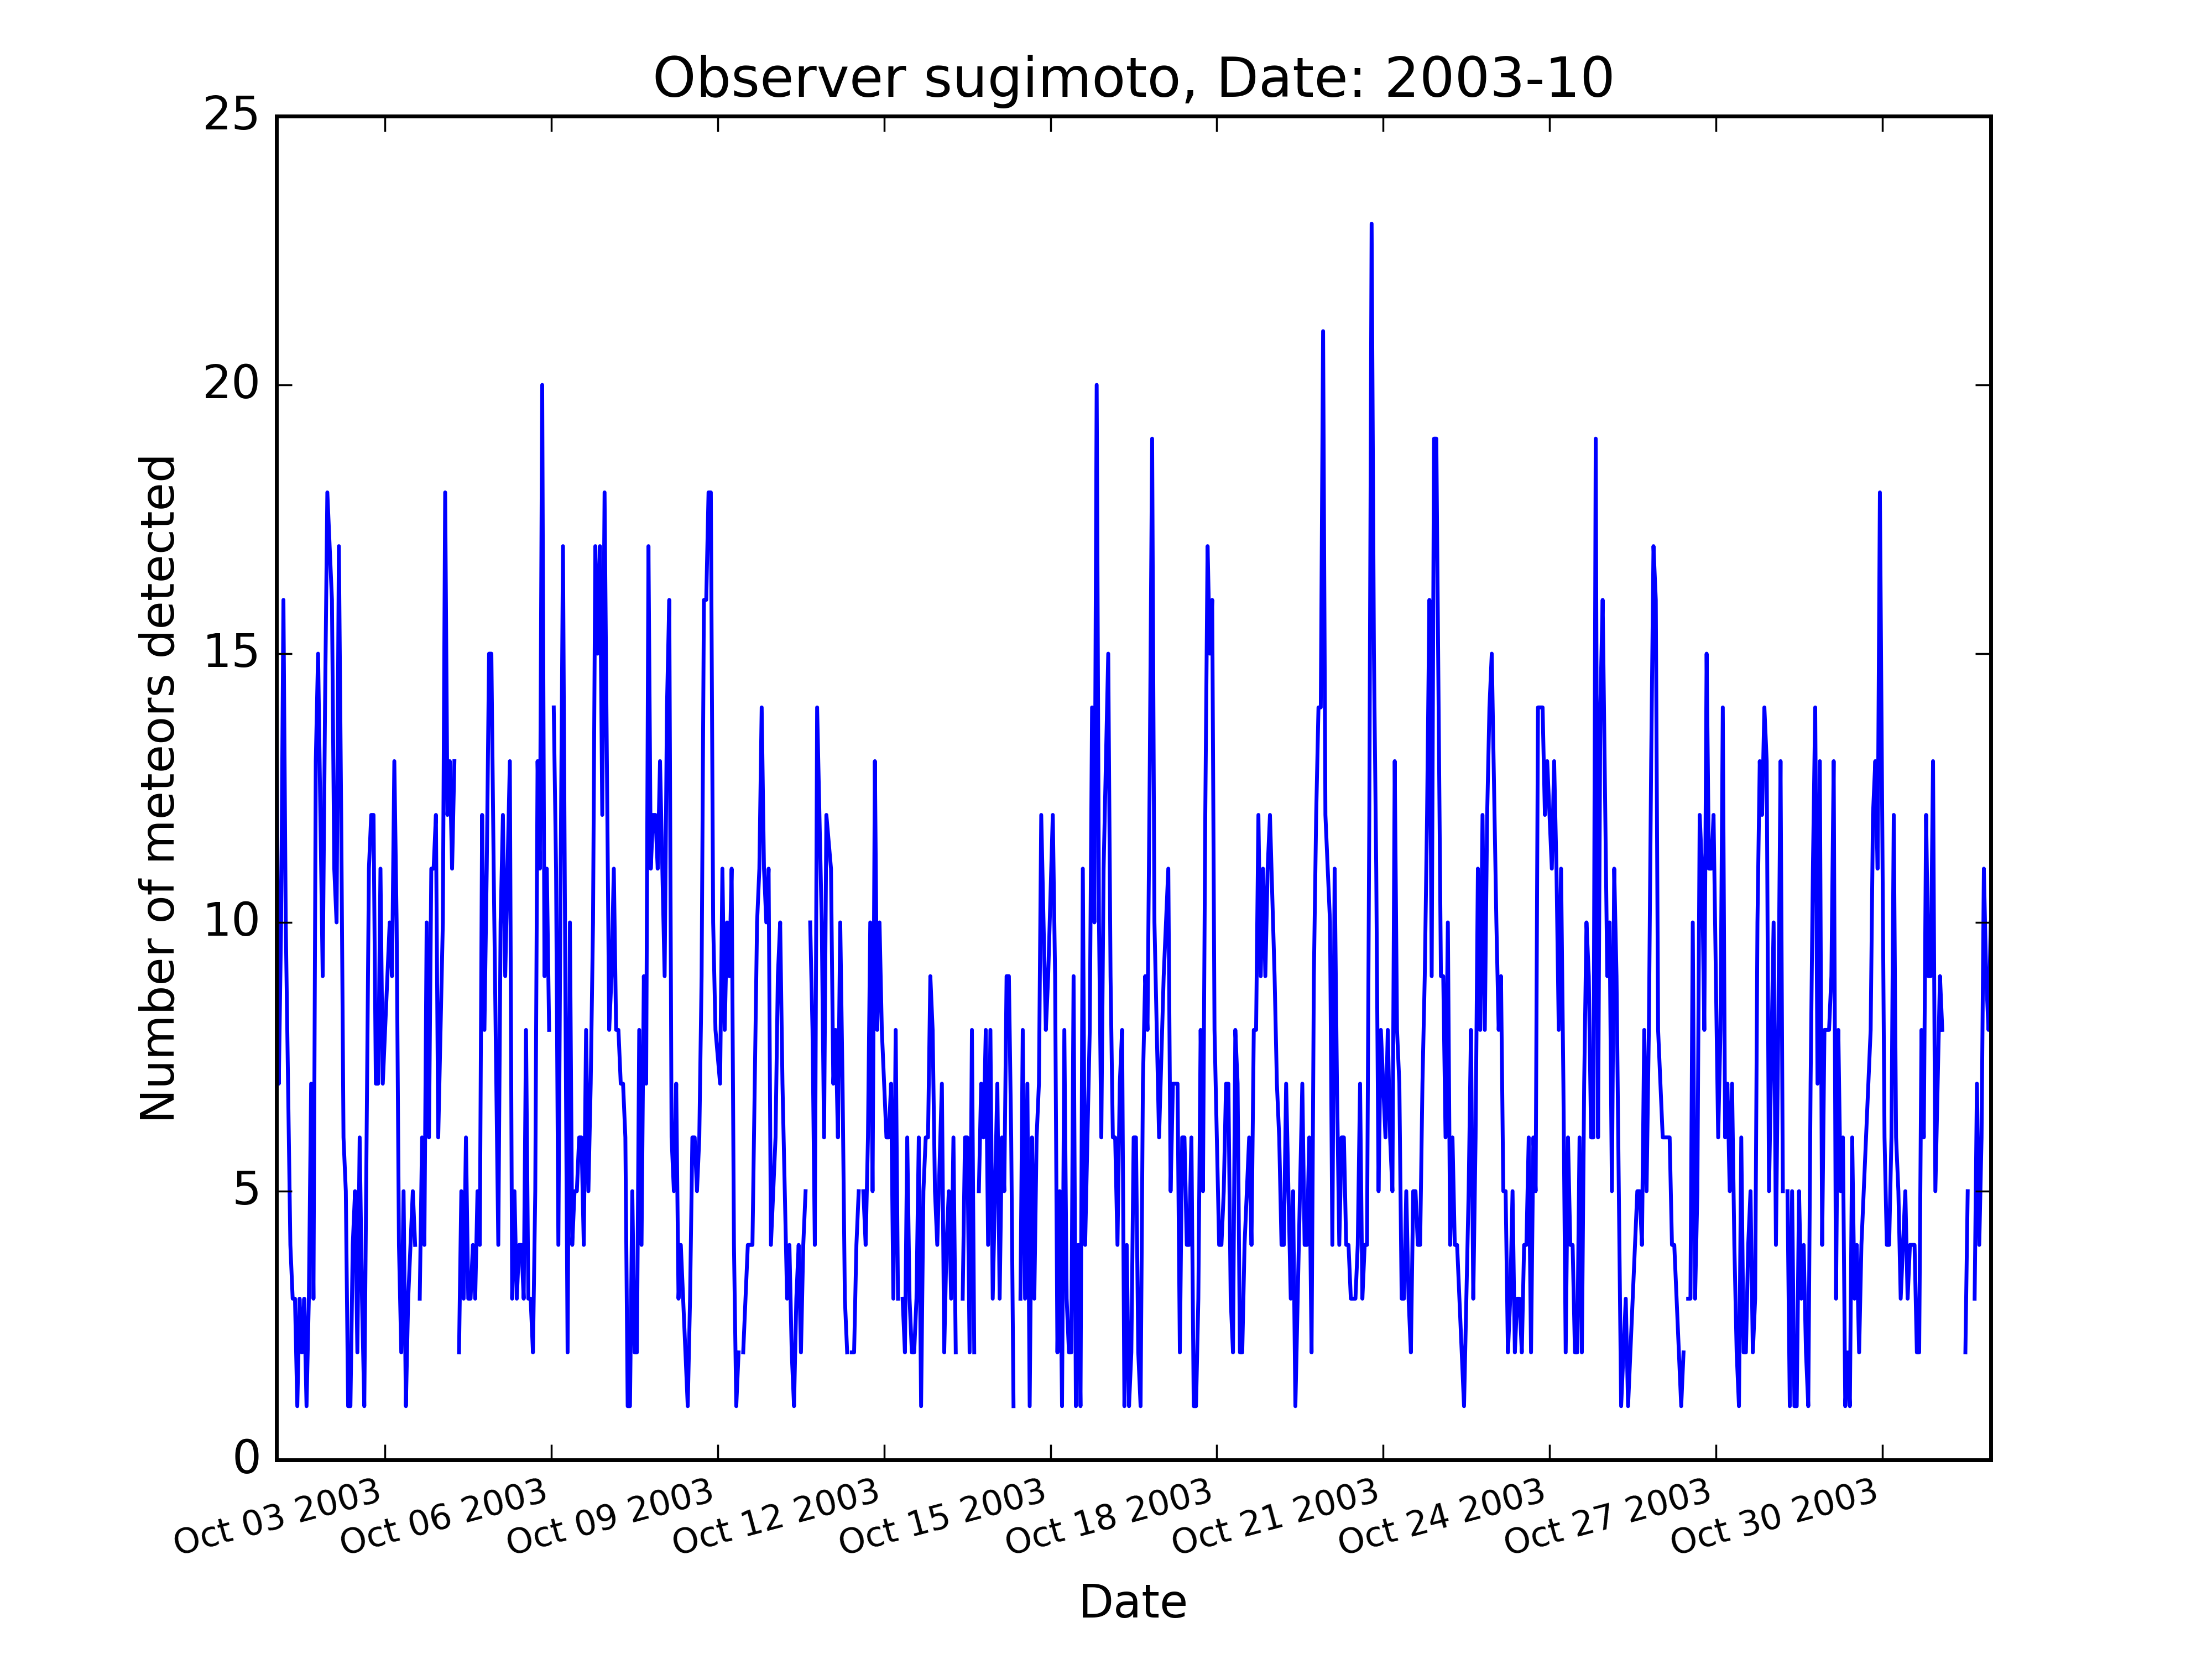 Observer sugimoto, Date: 2003-10
25
20
15
10
5
0
Number of meteors detected
Oct 03 2003
Oct 06 2003
Oct 09 2003
Oct 12 2003
Oct 15 2003
Oct 18 2003
Oct 21 2003
Oct 24 2003
Oct 27 2003
Oct 30 2003
Date